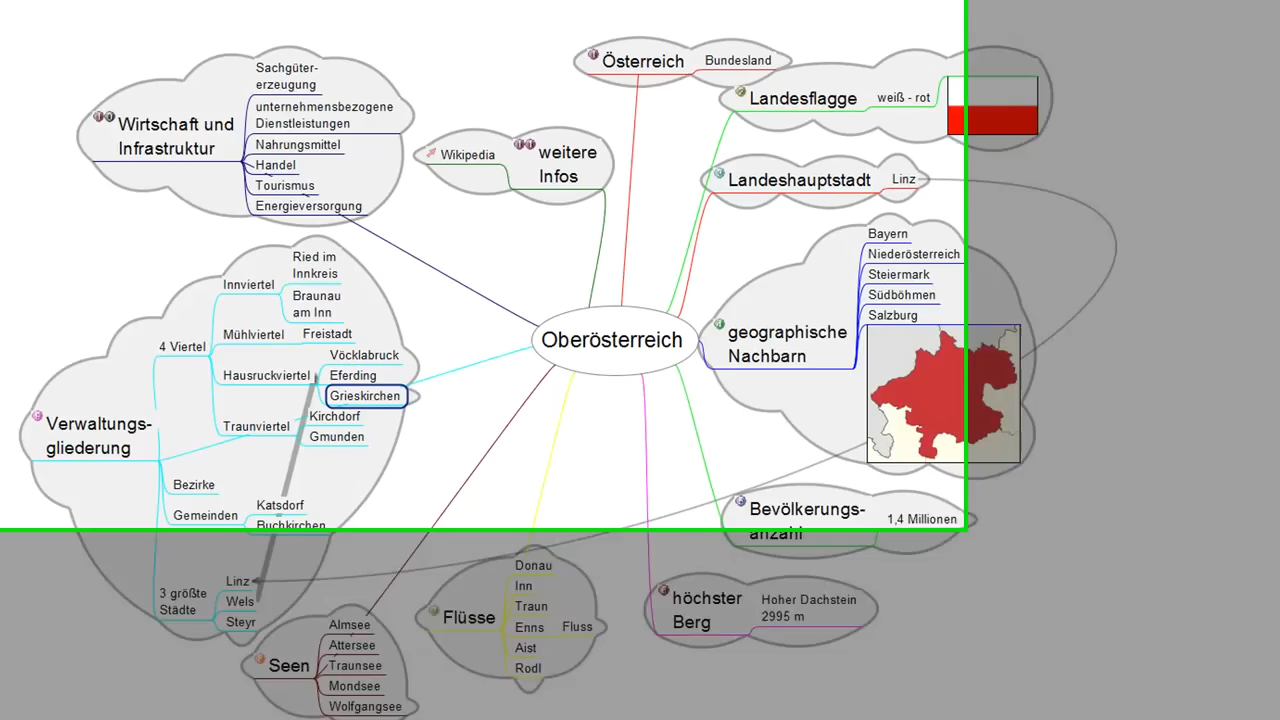 Österreich
Bundesland
Landesflagge
weiß - rot
Landeshauptstadt
Linz
geographische
Nachbarn
Bayern
Niederösterreich
Steiermark
Südböhmen
Salzburg
Bevölkerungs-
anzahl
1,4 Millionen
höchster
Berg
Hoher Dachstein
2995 m
Oberösterreich
weitere
Infos
Wikipedia
Wirtschaft und
Infrastruktur
Sachgüter-
erzeugung
unternehmensbezogene
Dienstleistungen
Nahrungsmittel
Handel
Tourismus
Energieversorgung
Verwaltungs-
gliederung
4 Viertel
Innviertel
Ried im
Innkreis
Braunau
am Inn
Mühlviertel
Freistadt
Hausruckviertel
Vöcklabruck
Eferding
Grieskirchen
Traunviertel
Kirchdorf
Gmunden
Bezirke
Gemeinden
Katsdorf
Buchkirchen
3 größte
Städte
Linz
Wels
Steyr
Seen
Almsee
Attersee
Traunsee
Mondsee
Wolfgangsee
Flüsse
Donau
Inn
Traun
Enns
Fluss
Aist
Rodl